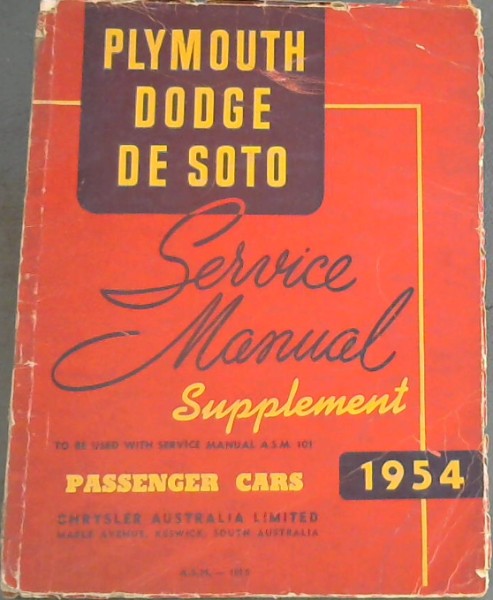 PLYMOUTH
DODGE
DE SOTO
Service
Manual
Supplement
TO BE USED WITH SERVICE MANUAL A.S.M. 101
PASSENGER CARS
1954
CHRYSLER AUSTRALIA LIMITED
MAPLE AVENUE, KESWICK, SOUTH AUSTRALIA
A.S.M. —